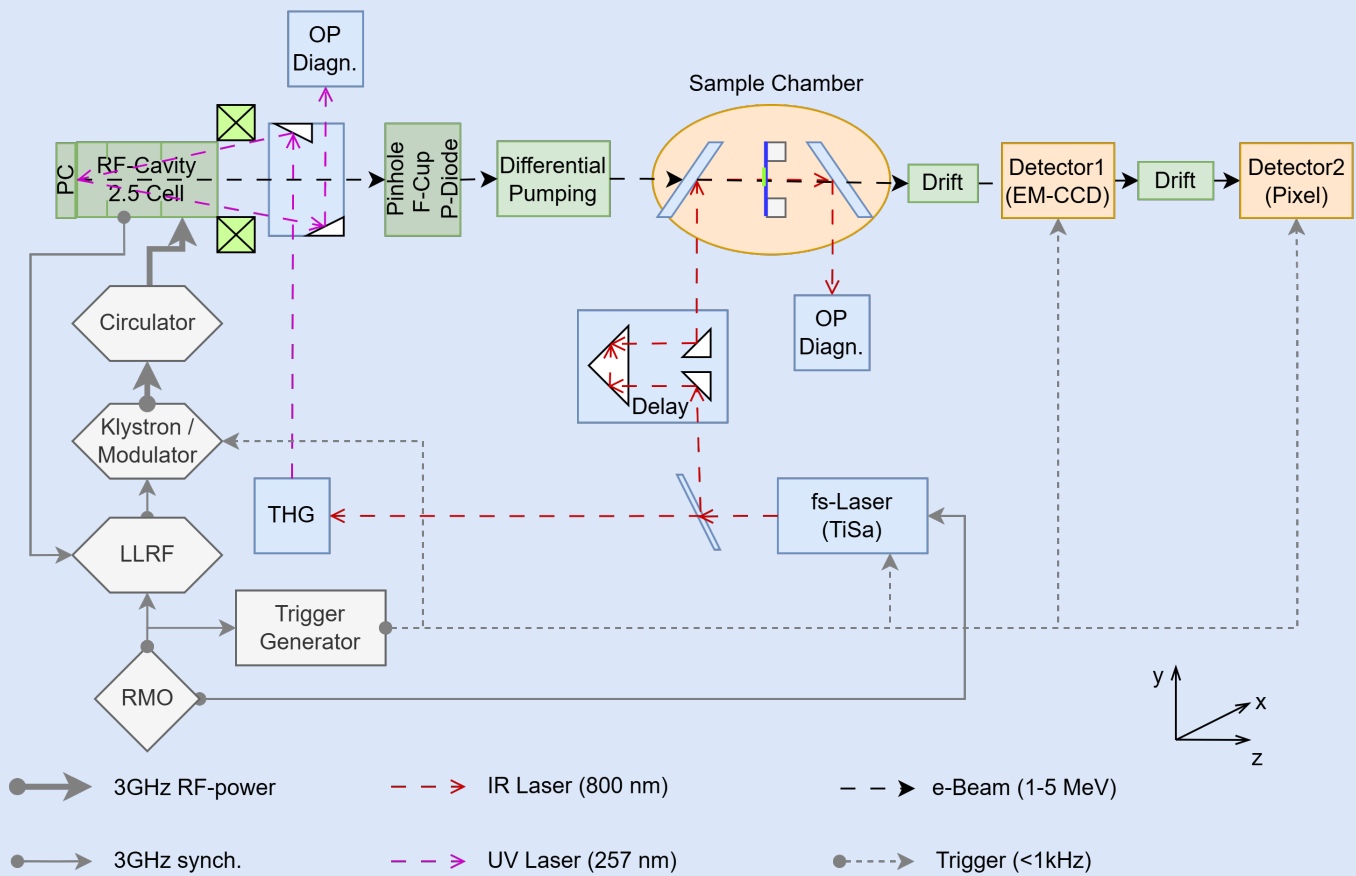 OP
Diagn.
Sample Chamber
PC
RF-Cavity
2.5 Cell
Pinhole
F-Cup
P-Diode
Differential
Pumping
Drift
Detector1
(EM-CCD)
Drift
Detector2
(Pixel)
Circulator
OP
Diagn.
Delay
Klystron /
Modulator
THG
fs-Laser
(TiSa)
LLRF
Trigger
Generator
RMO
y
x
z
3GHz RF-power
IR Laser (800 nm)
e-Beam (1-5 MeV)
3GHz synch.
UV Laser (257 nm)
Trigger (<1kHz)